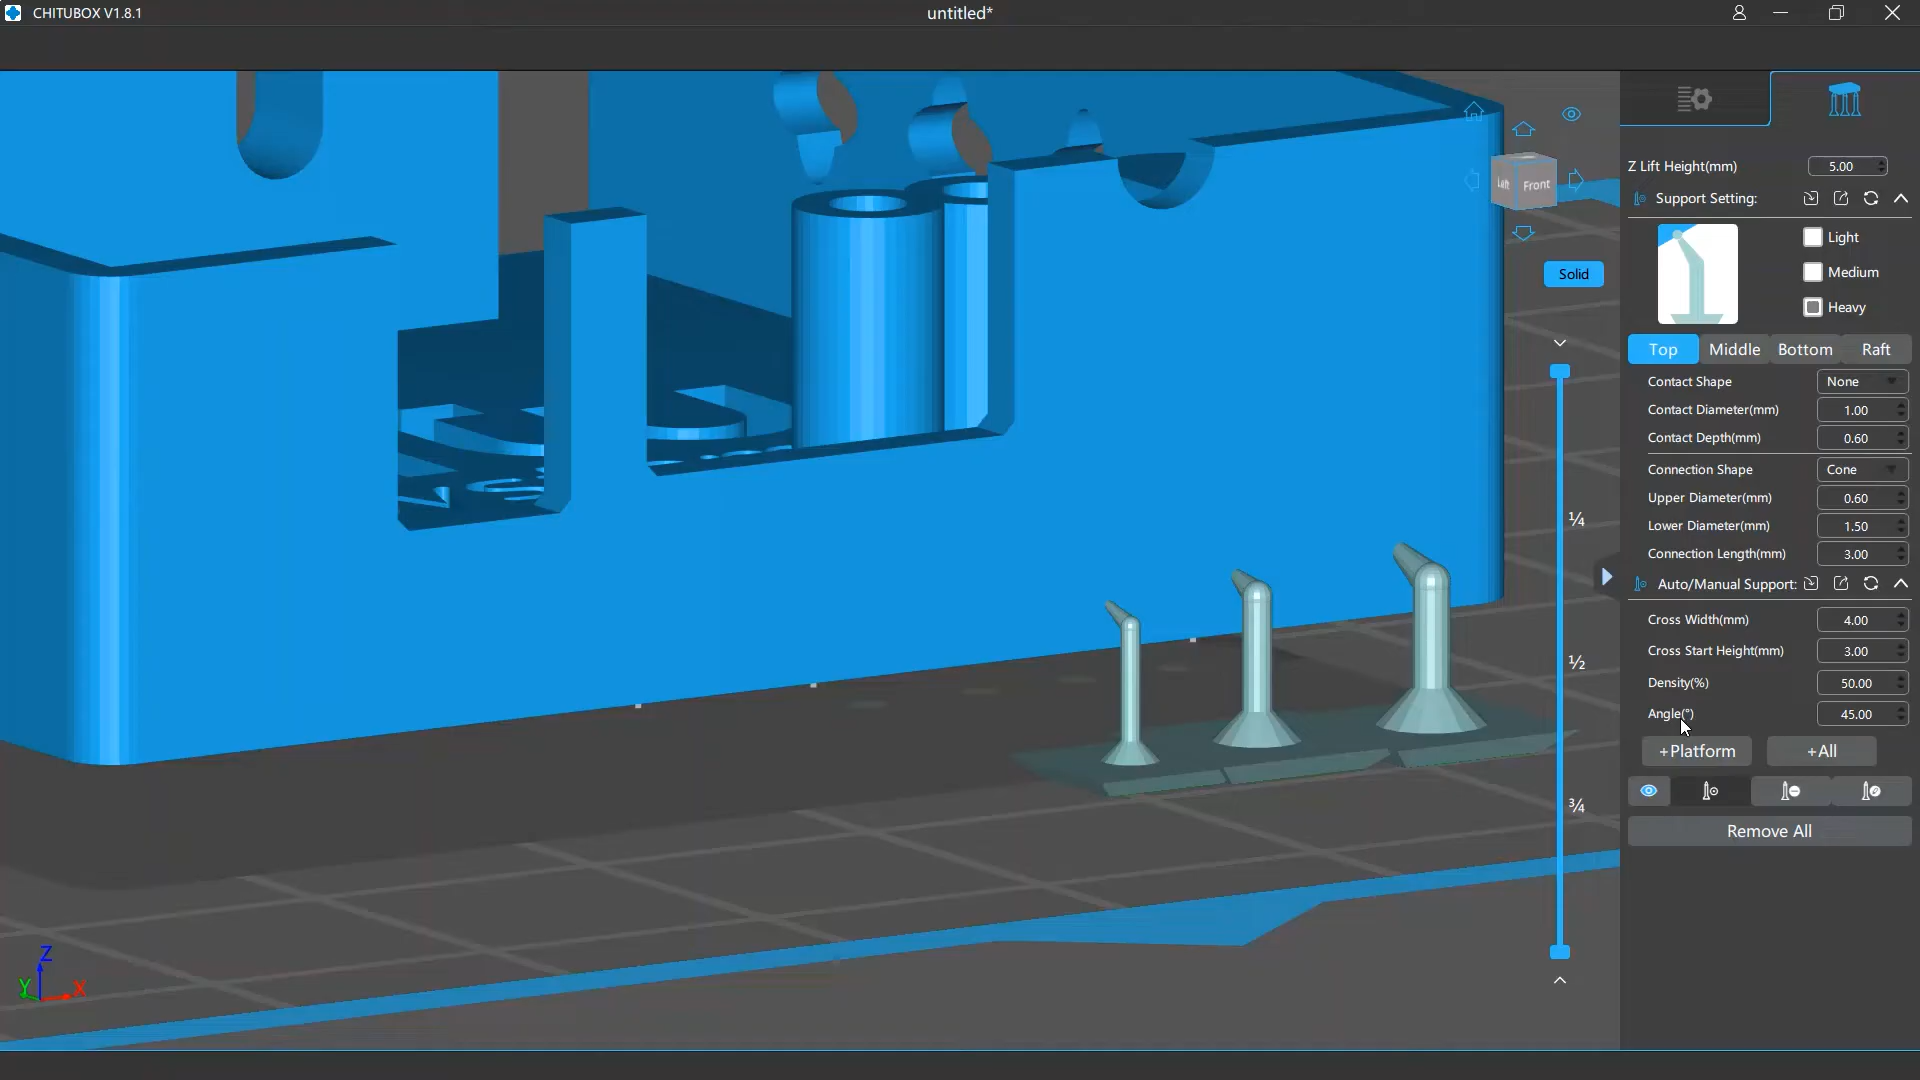 CHITUBOX V1.8.1
untitled*
Left
Front
Solid
¼
½
¾
Z
Y
X
Z Lift Height(mm) 5.00
Support Setting:
Light
Medium
Heavy
Top Middle Bottom Raft
Contact Shape None
Contact Diameter(mm) 1.00
Contact Depth(mm) 0.60
Connection Shape Cone
Upper Diameter(mm) 0.60
Lower Diameter(mm) 1.50
Connection Length(mm) 3.00
Auto/Manual Support:
Cross Width(mm) 4.00
Cross Start Height(mm) 3.00
Density(%) 50.00
Angle(°) 45.00
+Platform +All
Remove All